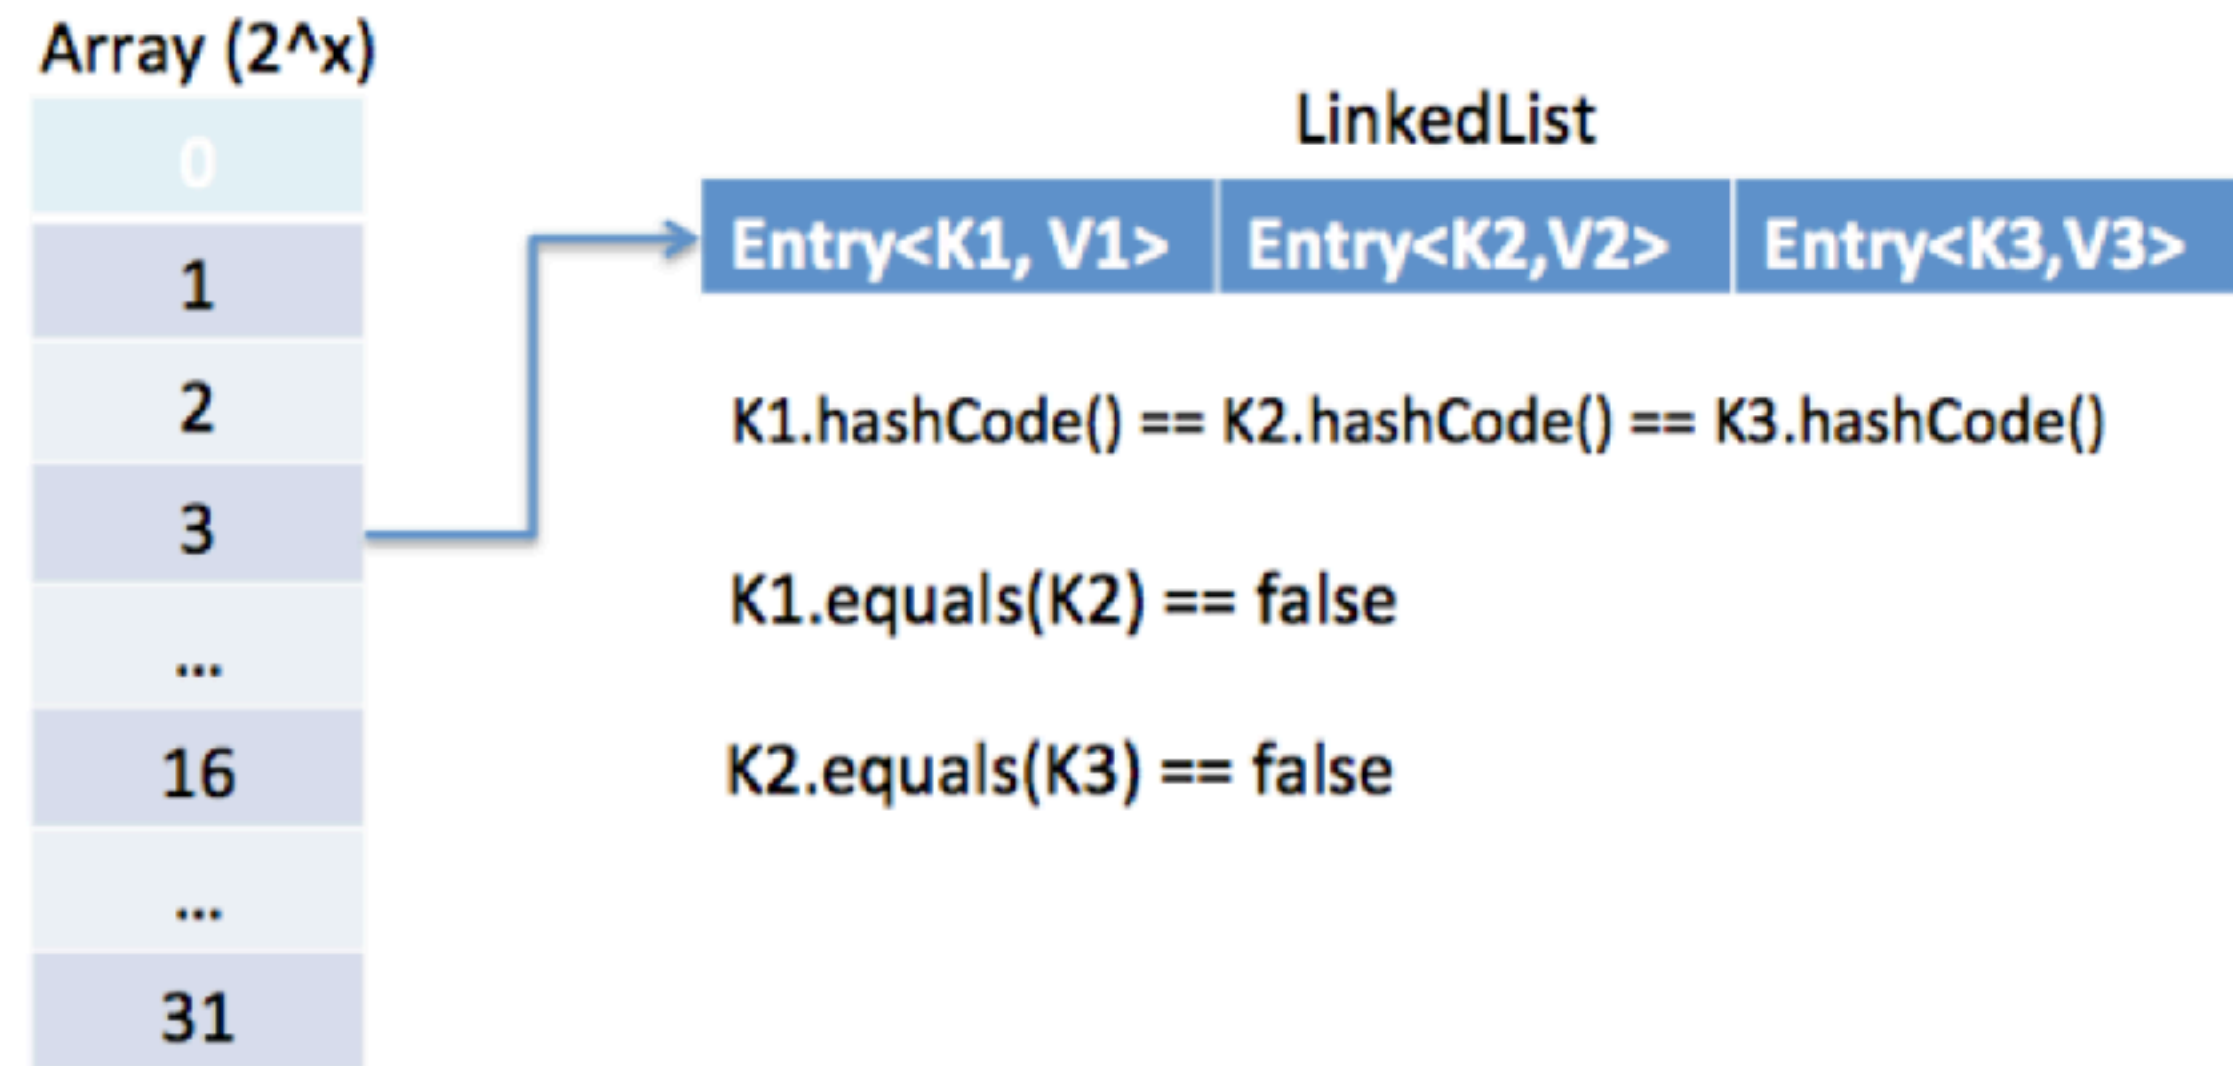 Array (2^x)
0
1
2
3
...
16
...
31
LinkedList
Entry<K1, V1> Entry<K2,V2> Entry<K3,V3>
K1.hashCode() == K2.hashCode() == K3.hashCode()
K1.equals(K2) == false
K2.equals(K3) == false